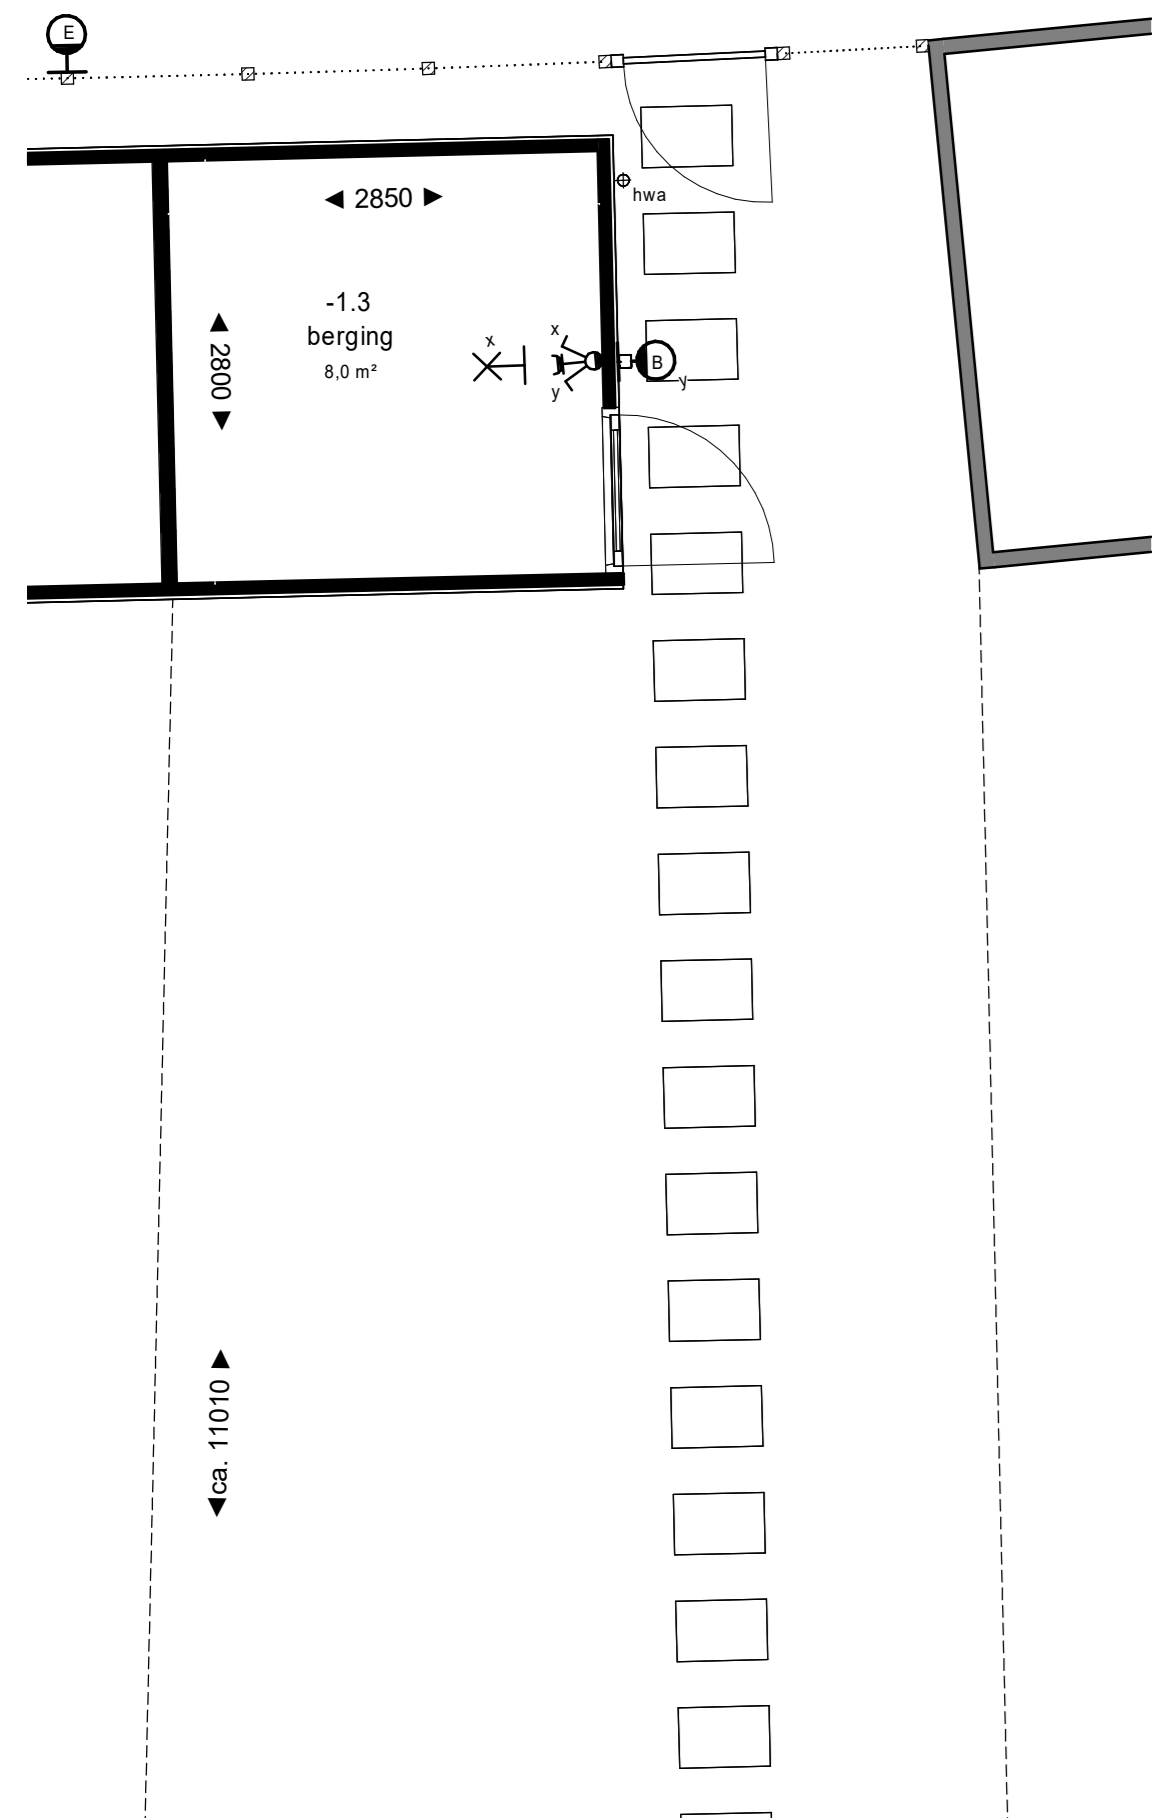 E
◄ 2850 ►
hwa
-1.3
berging
8,0 m²
◄ 2800 ►
x
x
y
B
y
◄ca. 11010 ►